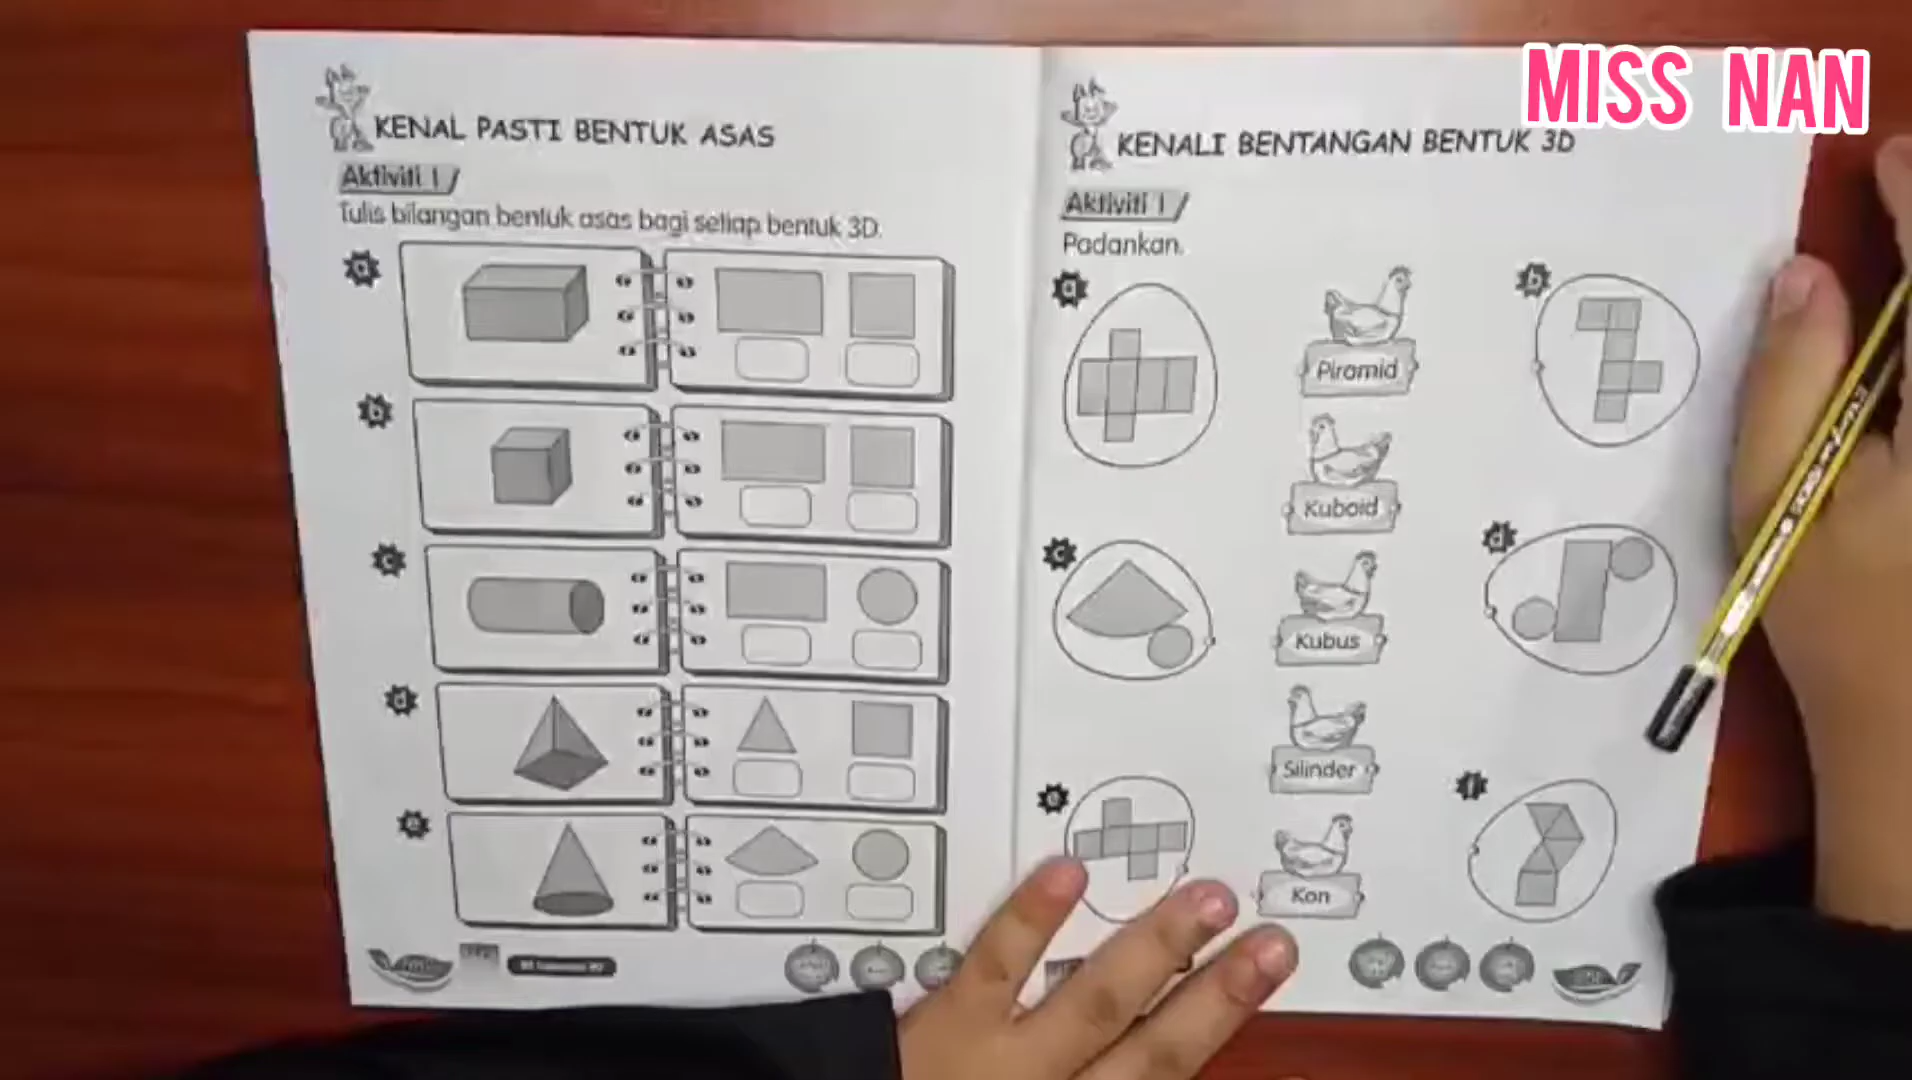 MISS NAN
KENAL PASTI BENTUK ASAS
Aktiviti 1
Tulis bilangan bentuk asas bagi setiap bentuk 3D.
a
b
c
d
e
KENALI BENTANGAN BENTUK 3D
Aktiviti 1
Padankan.
a
b
Piramid
Kuboid
c
d
Kubus
Silinder
e
f
Kon